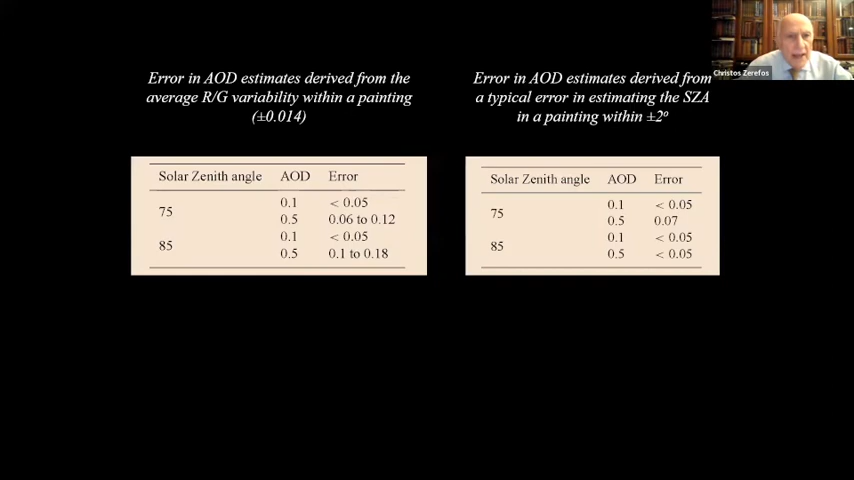 Christos Zerefos
Error in AOD estimates derived from the
average R/G variability within a painting
(±0.014)
Solar Zenith angle AOD Error
75
0.1 < 0.05
0.5 0.06 to 0.12
85
0.1 < 0.05
0.5 0.1 to 0.18
Error in AOD estimates derived from
a typical error in estimating the SZA
in a painting within ±2º
Solar Zenith angle AOD Error
75
0.1 < 0.05
0.5 0.07
85
0.1 < 0.05
0.5 < 0.05